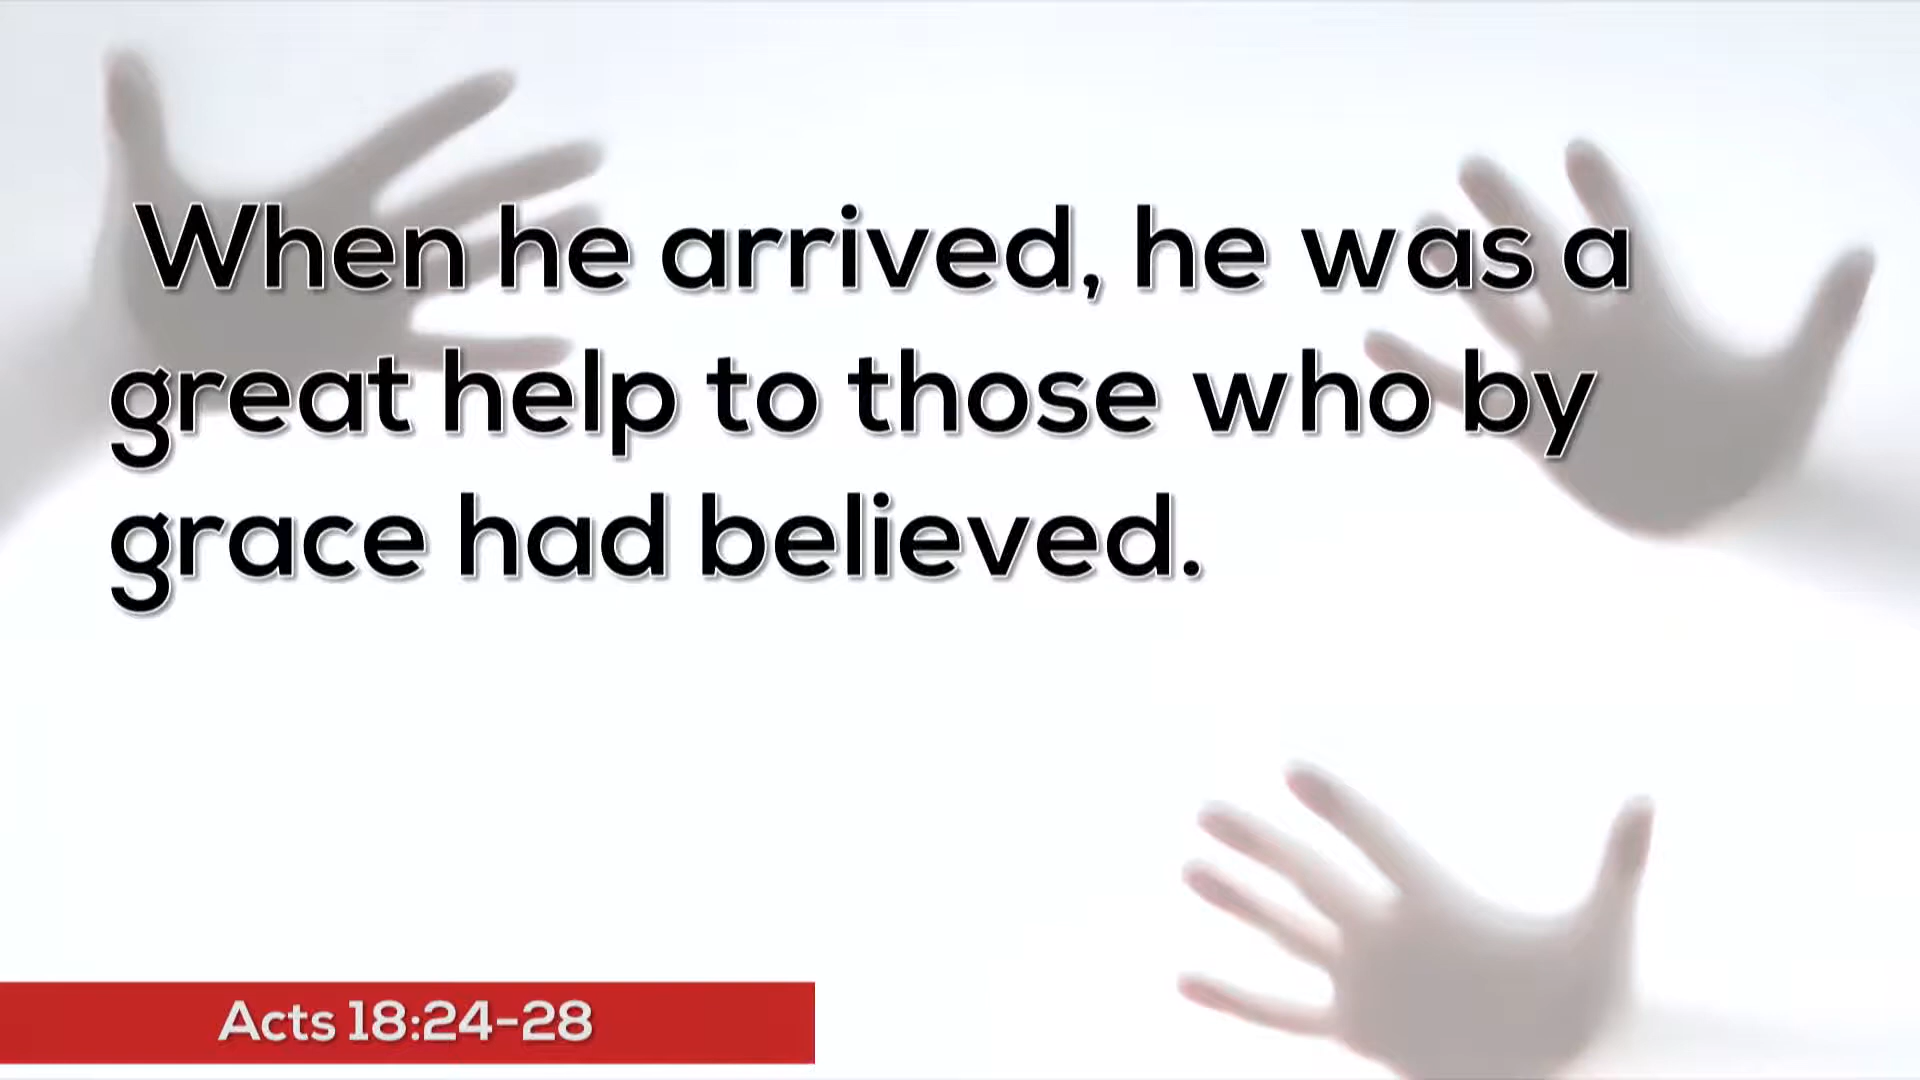 When he arrived, he was a
great help to those who by
grace had believed.
Acts 18:24-28